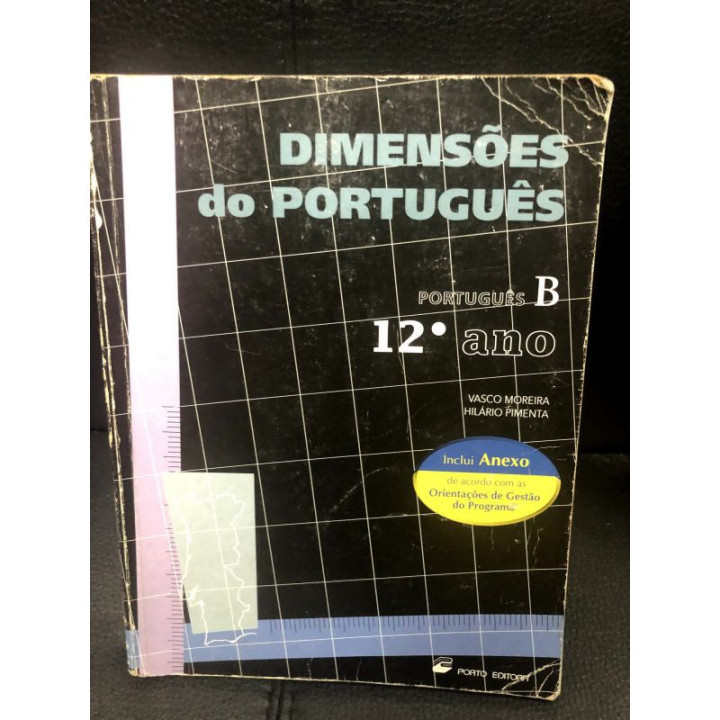 DIMENSÕES
do PORTUGUÊS
PORTUGUÊS B
12° ano
VASCO MOREIRA
HILÁRIO PIMENTA
Inclui Anexo
de acordo com as
Orientações de Gestão
do Programa
PORTO EDITORA